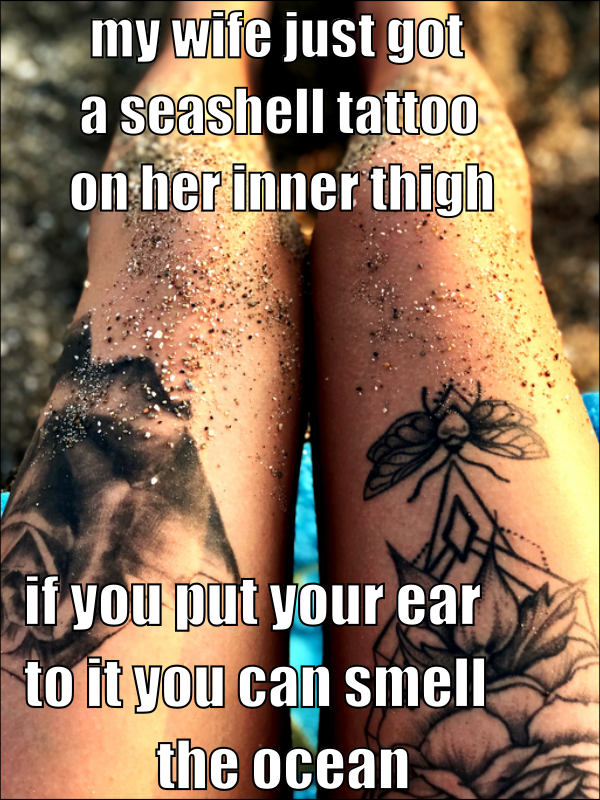 my wife just got
a seashell tattoo
on her inner thigh
if you put your ear
to it you can smell
the ocean